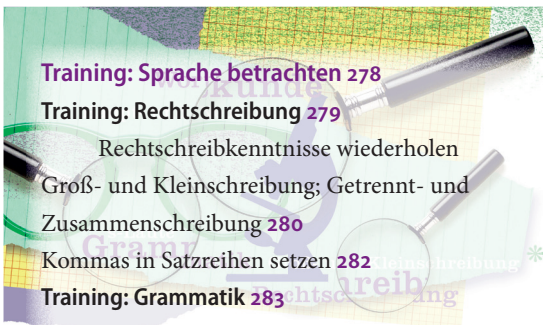 Training: Sprache betrachten 278
kunde
Training: Rechtschreibung 279
Rechtschreibkenntnisse wiederholen
Groß- und Kleinschreibung; Getrennt- und
Zusammenschreibung 280
Kommas in Satzreihen setzen 282
Training: Grammatik 283